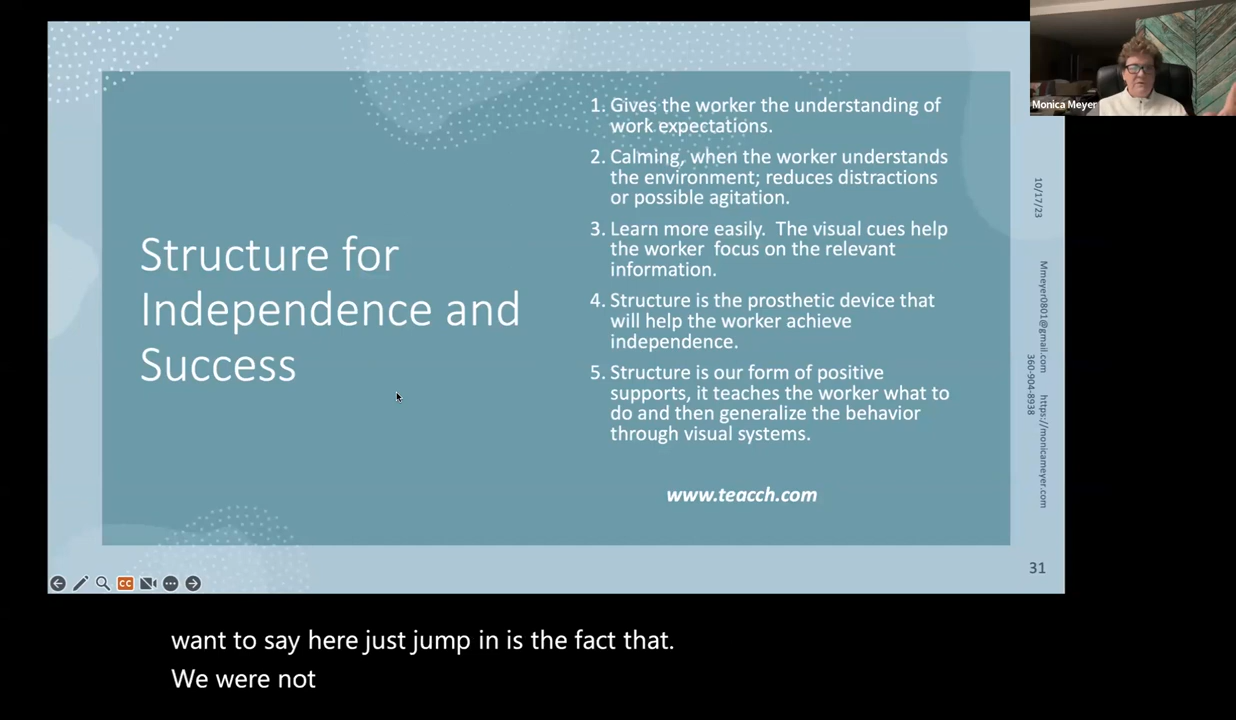 Structure for
Independence and
Success
1. Gives the worker the understanding of
work expectations.
2. Calming, when the worker understands
the environment; reduces distractions
or possible agitation.
3. Learn more easily.  The visual cues help
the worker  focus on the relevant
information.
4. Structure is the prosthetic device that
will help the worker achieve
independence.
5. Structure is our form of positive
supports, it teaches the worker what to
do and then generalize the behavior
through visual systems.
www.teacch.com
10/17/23
Mmeyer0801@gmail.com https://monicameyer.com
360-904-8938
31
Monica Meyer
CC
want to say here just jump in is the fact that.
We were not